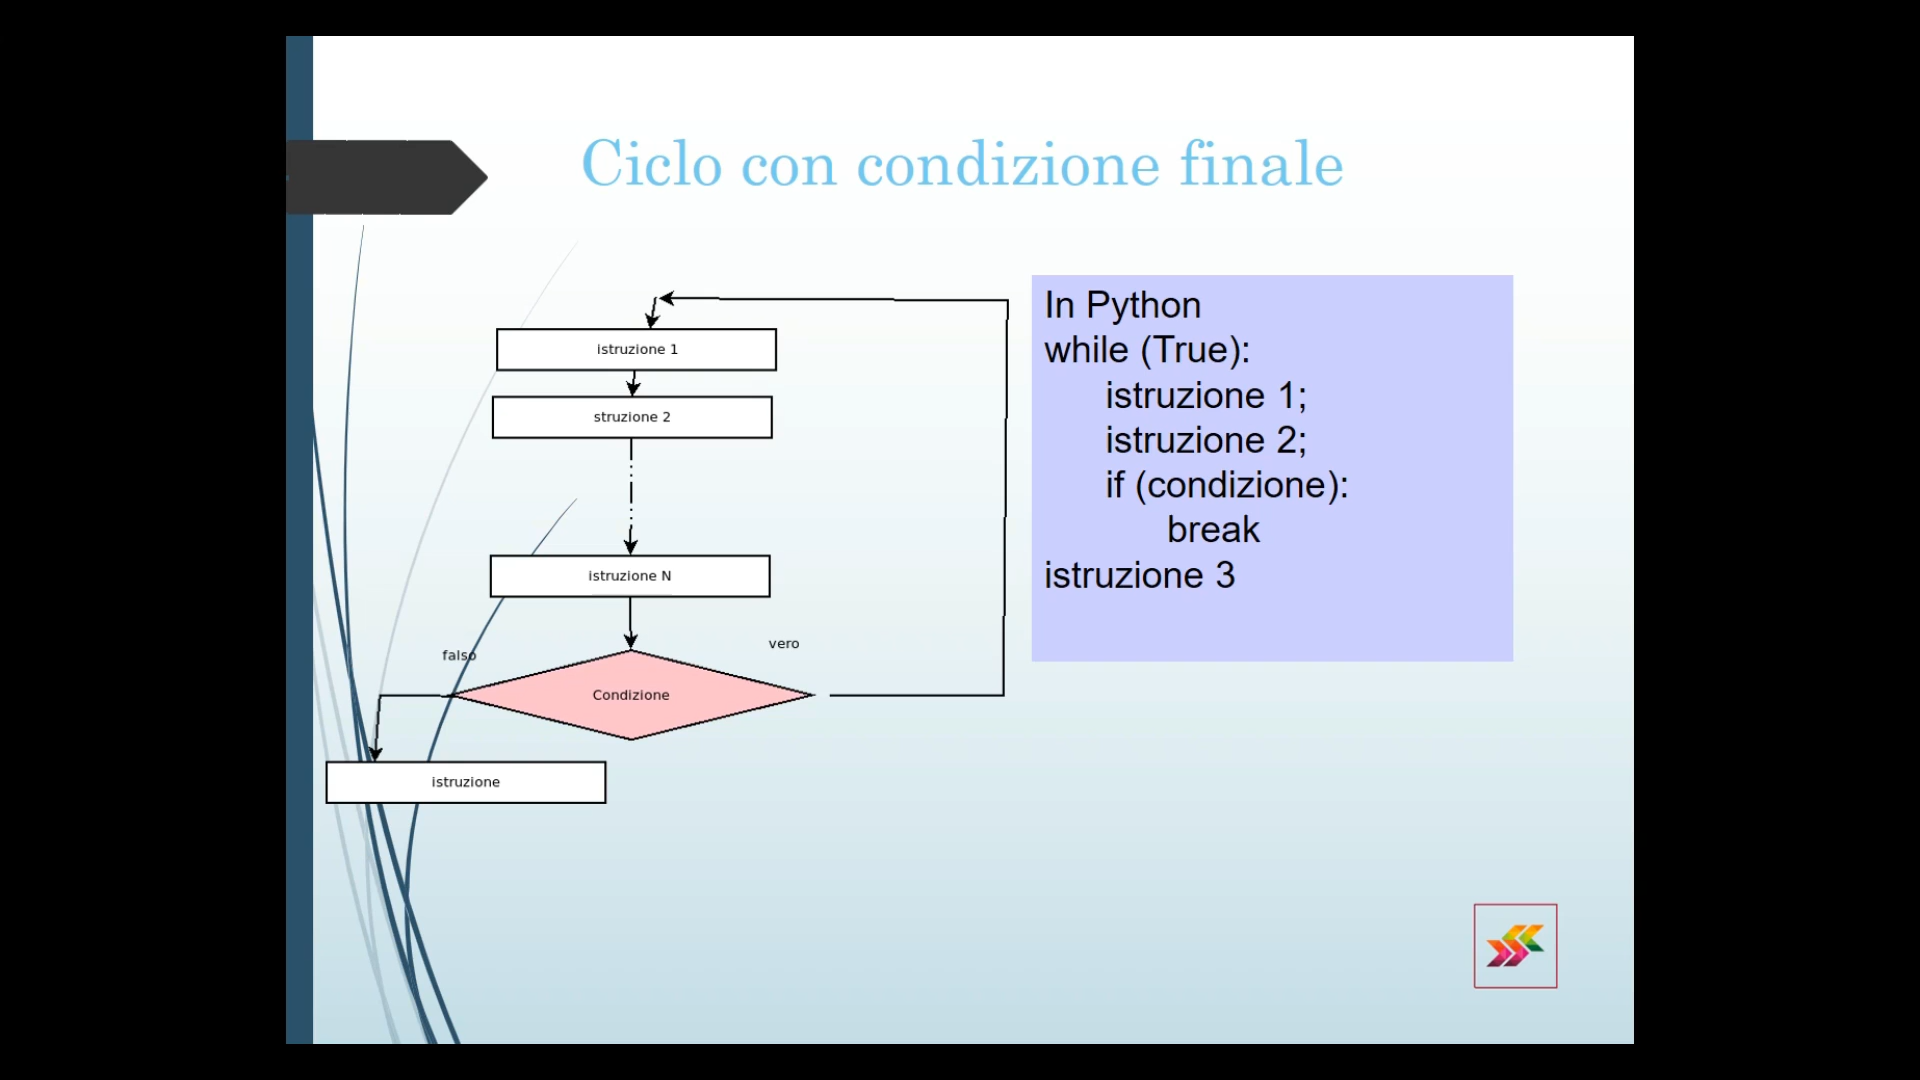 Ciclo con condizione finale
istruzione 1
struzione 2
istruzione N
falso
vero
Condizione
istruzione
In Python
while (True):
istruzione 1;
istruzione 2;
if (condizione):
break
istruzione 3